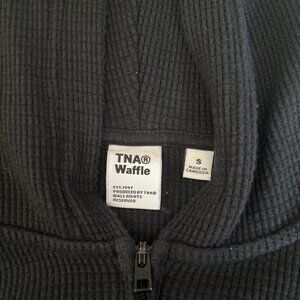 TNA®
Waffle
EST. 1997
PRODUCED BY TNA®
©ALL RIGHTS
RESERVED
S
MADE IN
CAMBODIA